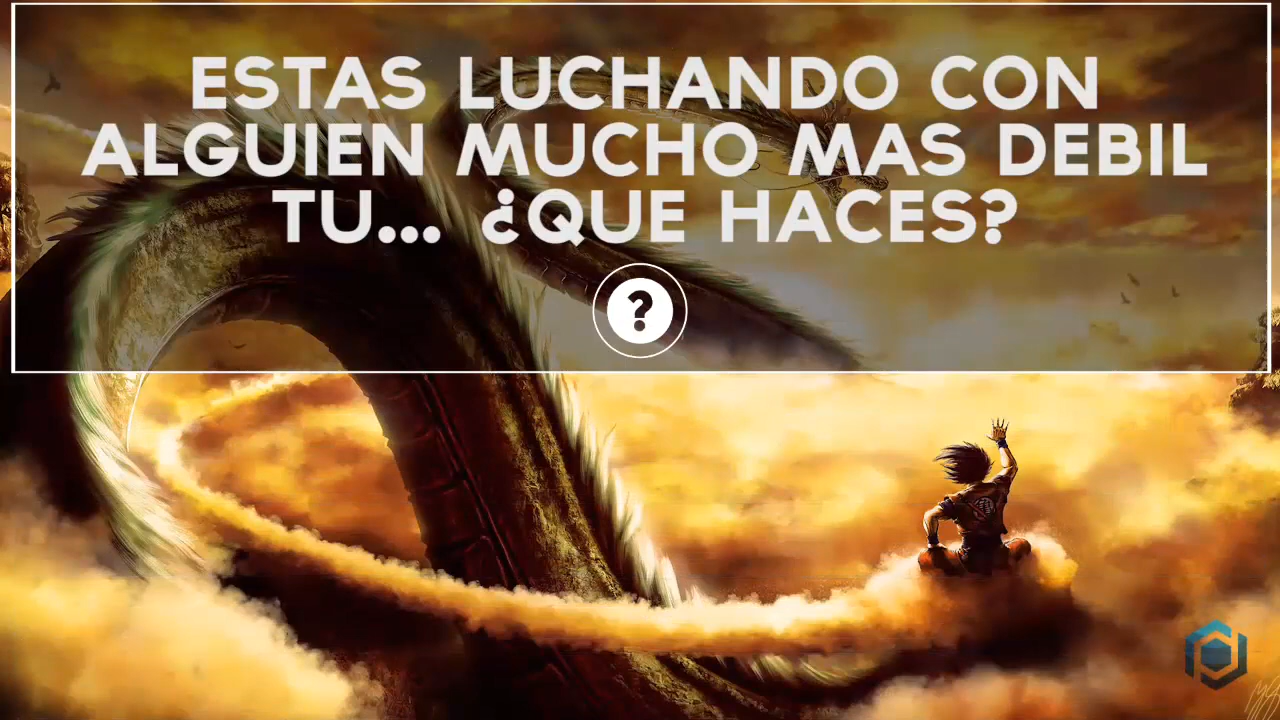 ESTAS LUCHANDO CON
ALGUIEN MUCHO MAS DEBIL
TU... ¿QUE HACES?
?